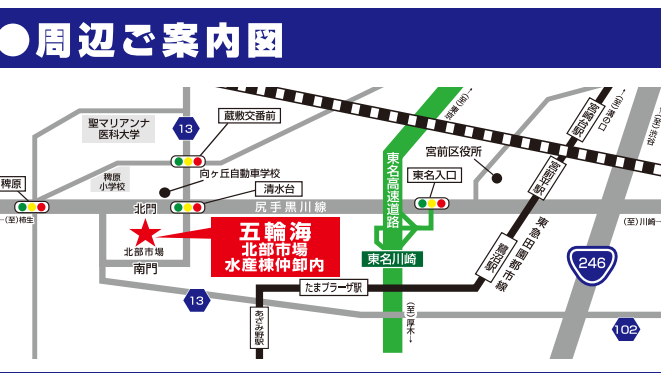 ●周辺ご案内図
聖マリアンナ
医科大学
13
蔵敷交番前
(至)東京
宮崎台駅
(至)溝の口
(至)渋谷
稗原
小学校
向ヶ丘自動車学校
東名高速道路
宮前区役所
宮前平駅
稗原
清水台
東名入口
←(至)柿生
北門
尻手黒川線
(至)川崎→
北部市場
南門
五輪海
北部市場
水産棟仲卸内
東名川崎
鷺沼駅
東急田園都市線
246
13
たまプラーザ駅
あざみ野駅
(至)厚木→
102